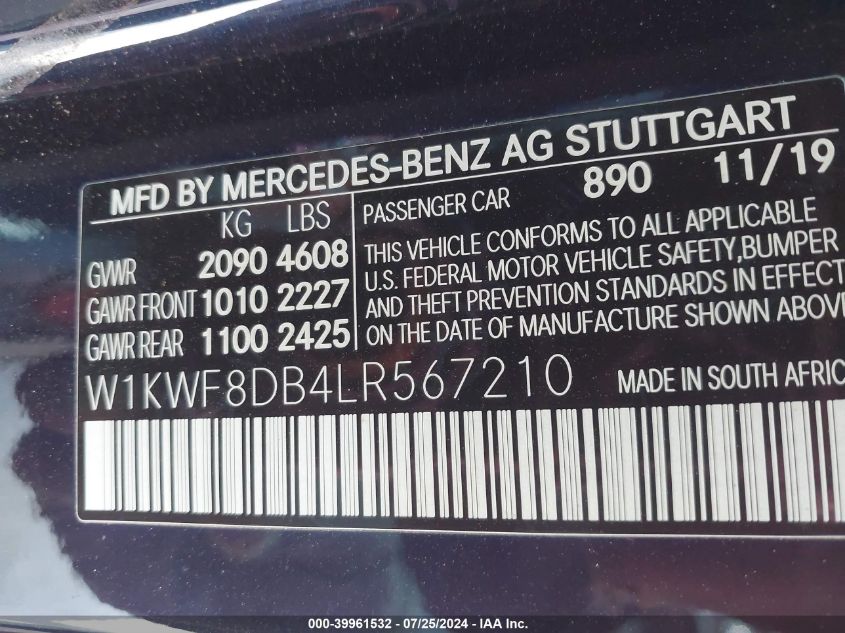 MFD BY MERCEDES-BENZ AG STUTTGART
KG LBS
GVWR 2090 4608
GAWR FRONT 1010 2227
GAWR REAR 1100 2425
PASSENGER CAR 890 11/19
THIS VEHICLE CONFORMS TO ALL APPLICABLE
U.S. FEDERAL MOTOR VEHICLE SAFETY,BUMPER
AND THEFT PREVENTION STANDARDS IN EFFECT
ON THE DATE OF MANUFACTURE SHOWN ABOVE
W1KWF8DB4LR567210 MADE IN SOUTH AFRIC
000-39961532 - 07/25/2024 - IAA Inc.